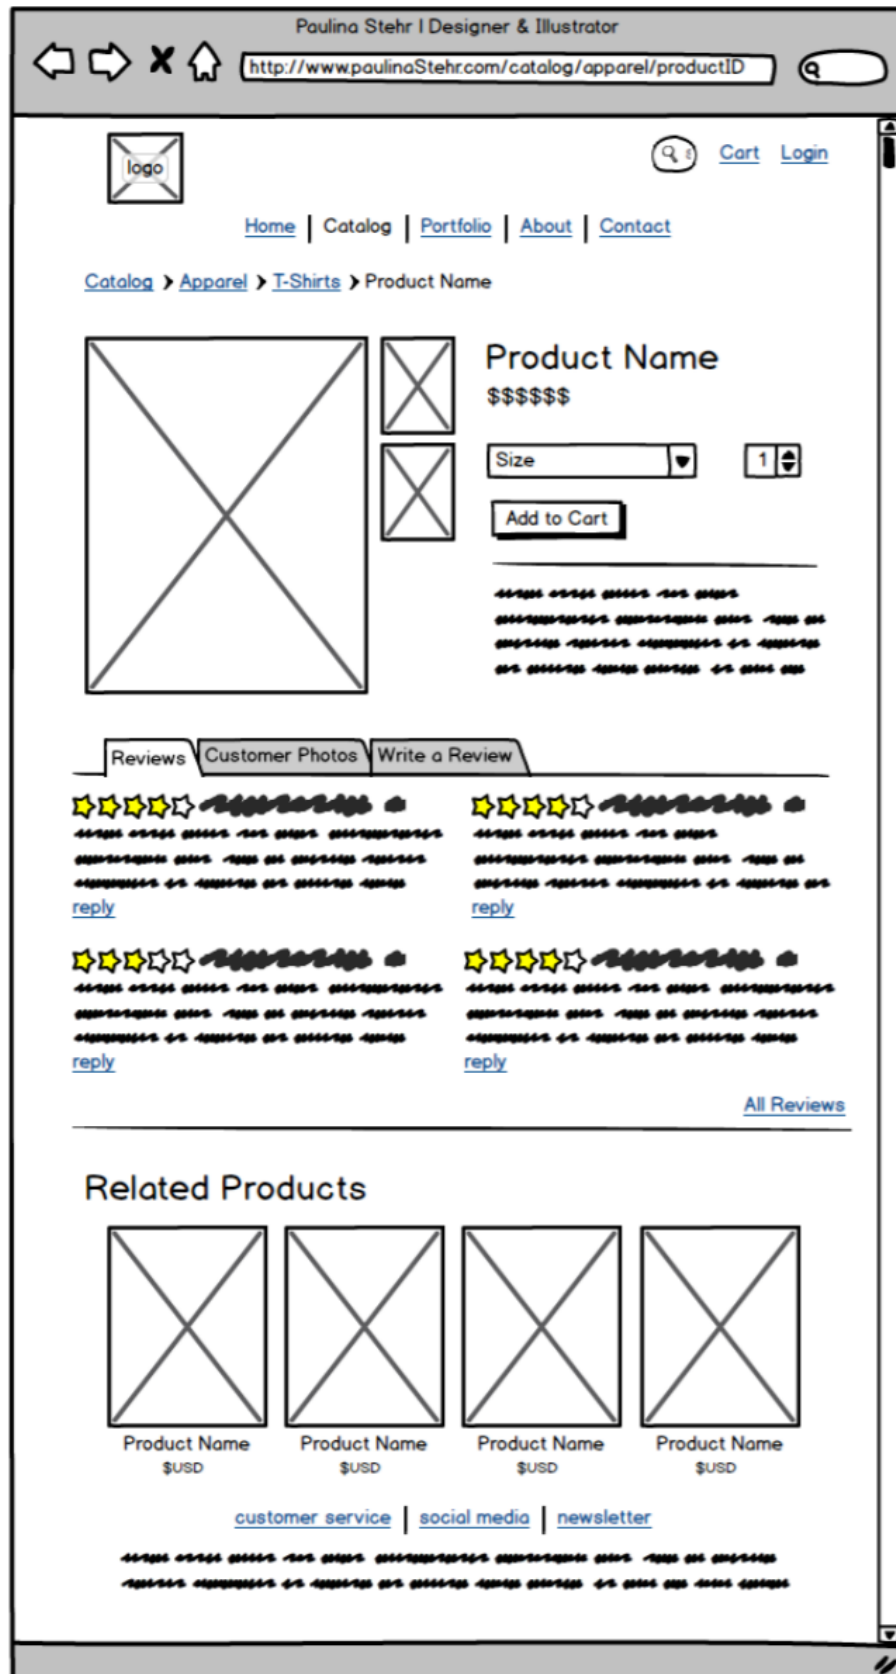 Paulina Stehr | Designer & Illustrator
http://www.paulinaStehr.com/catalog/apparel/productID
logo
Cart Login
Home | Catalog | Portfolio | About | Contact
Catalog > Apparel > T-Shirts > Product Name
Product Name
$$$$$$
Size 1
Add to Cart
Reviews Customer Photos Write a Review
reply reply
reply reply
All Reviews
Related Products
Product Name Product Name Product Name Product Name
$USD $USD $USD $USD
customer service | social media | newsletter